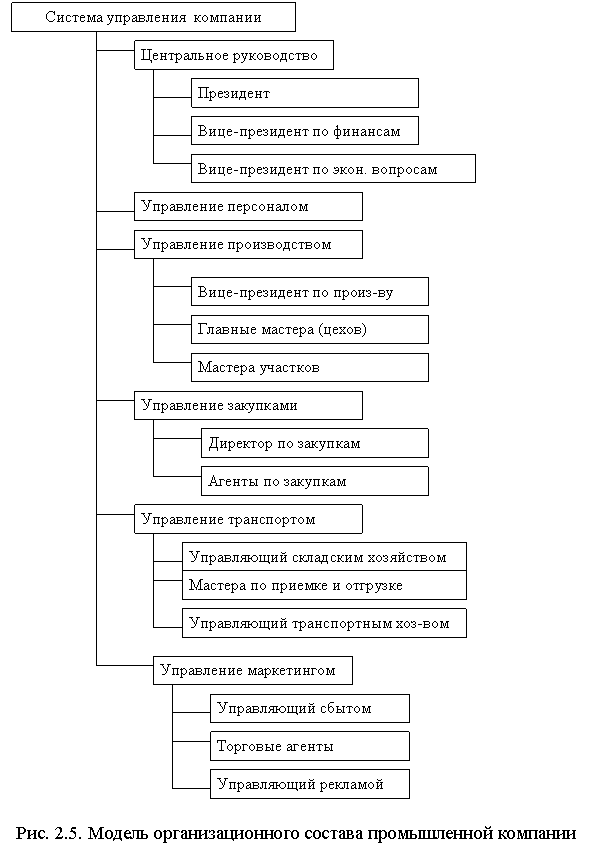 Система управления компании
Центральное руководство
Президент
Вице-президент по финансам
Вице-президент по экон. вопросам
Управление персоналом
Управление производством
Вице-президент по произ-ву
Главные мастера (цехов)
Мастера участков
Управление закупками
Директор по закупкам
Агенты по закупкам
Управление транспортом
Управляющий складским хозяйством
Мастера по приемке и отгрузке
Управляющий транспортным хоз-вом
Управление маркетингом
Управляющий сбытом
Торговые агенты
Управляющий рекламой
Рис. 2.5. Модель организационного состава промышленной компании